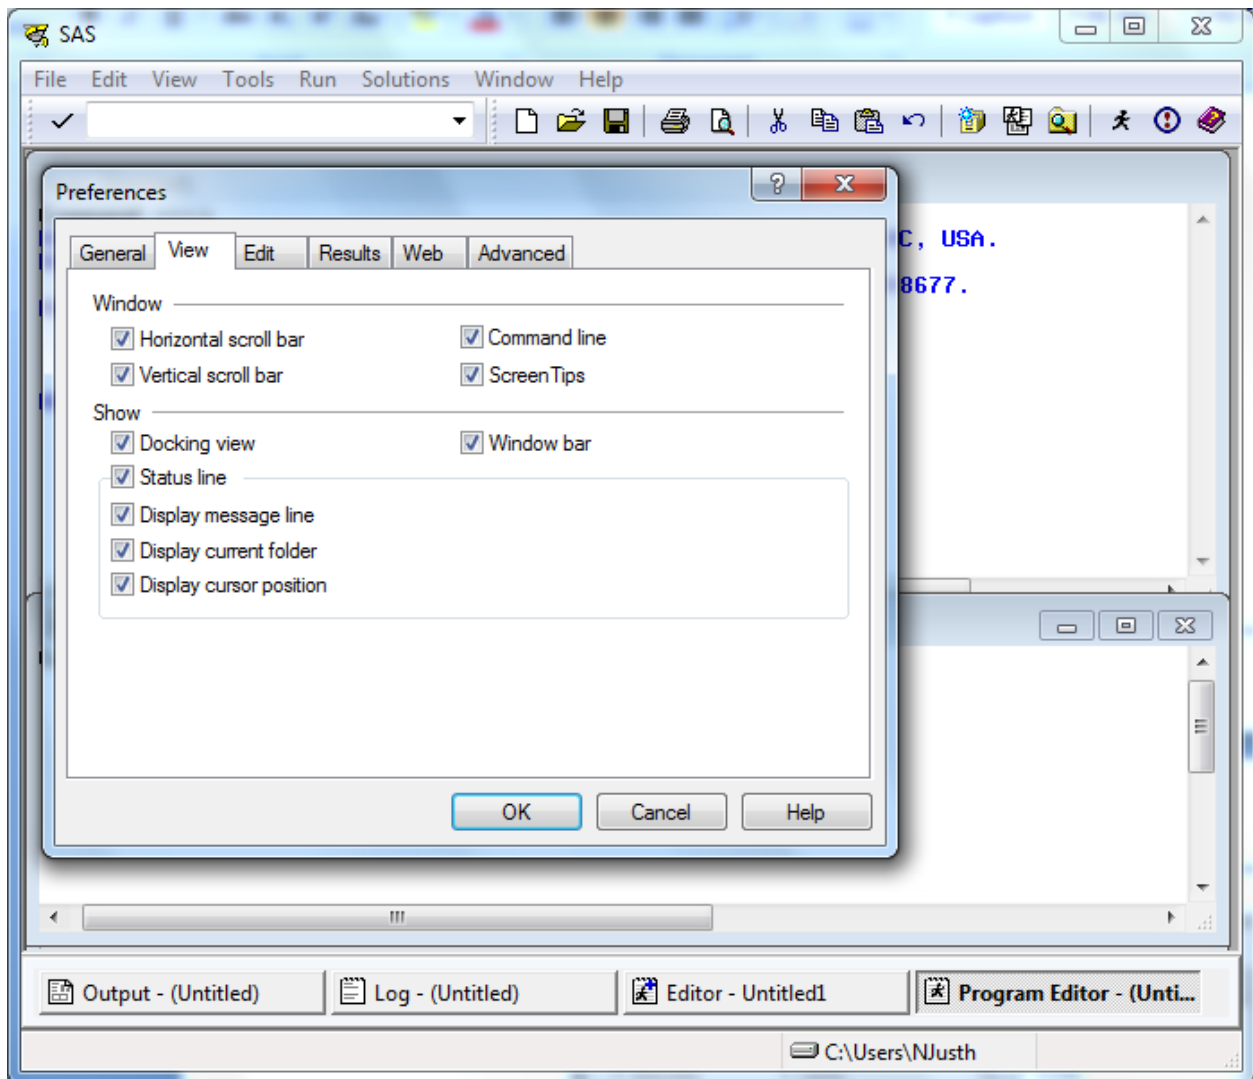 SAS
File Edit View Tools Run Solutions Window Help
Preferences
C, USA.
8677.
General View Edit Results Web Advanced
Window
Horizontal scroll bar Command line
Vertical scroll bar ScreenTips
Show
Docking view Window bar
Status line
Display message line
Display current folder
Display cursor position
OK Cancel Help
Output - (Untitled) Log - (Untitled) Editor - Untitled1 Program Editor - (Unti...
C:\Users\NJusth